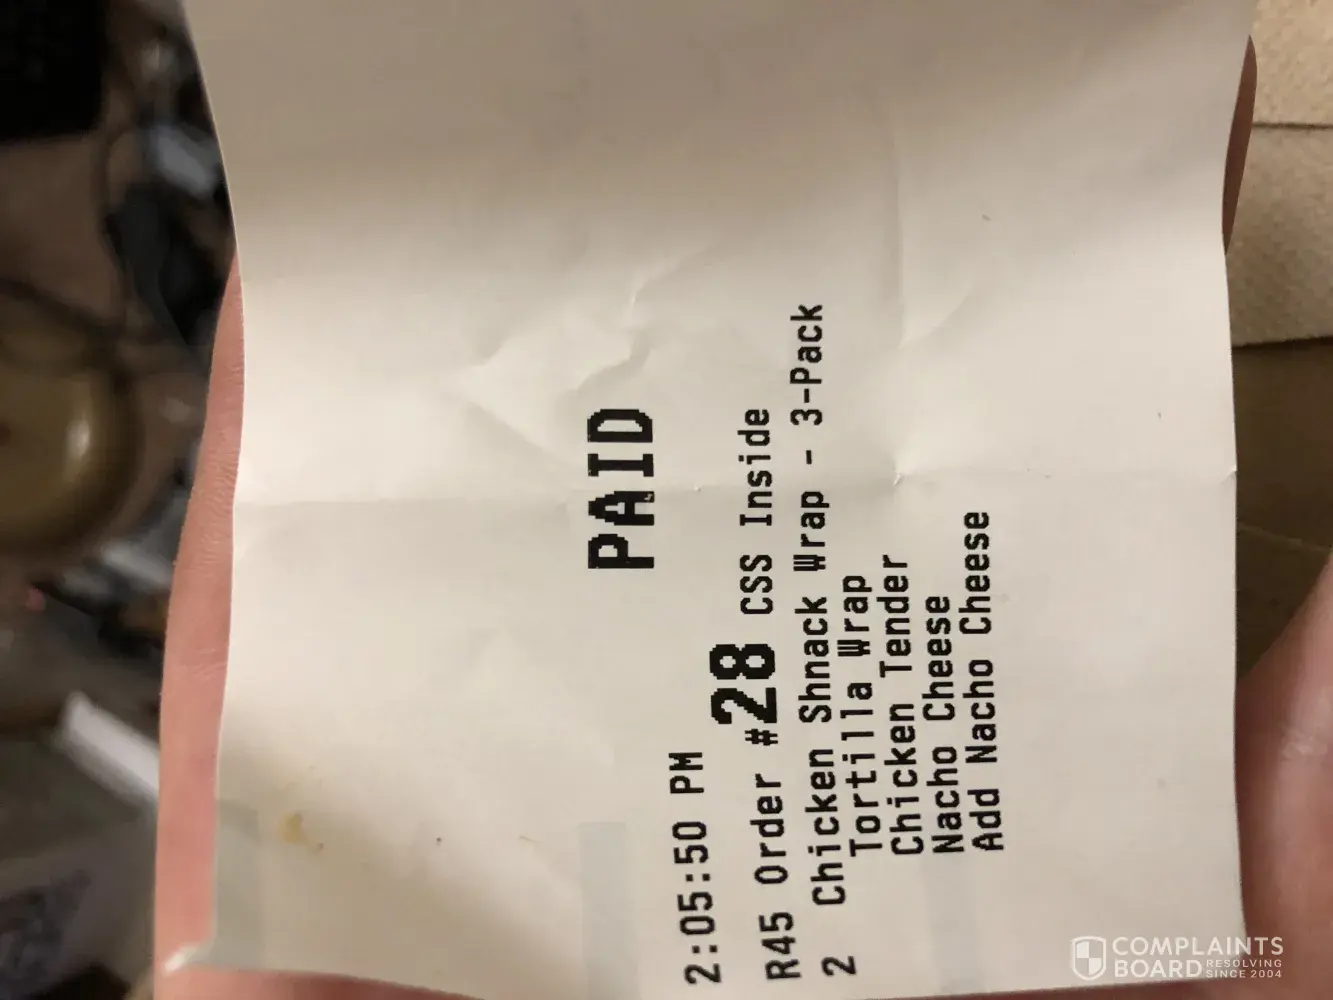 PAID
2:05:50 PM
R45 Order #28 CSS Inside
2 Chicken Shnack Wrap - 3-Pack
Tortilla Wrap
Chicken Tender
Nacho Cheese
Add Nacho Cheese
COMPLAINTS
BOARD RESOLVING
SINCE 2004